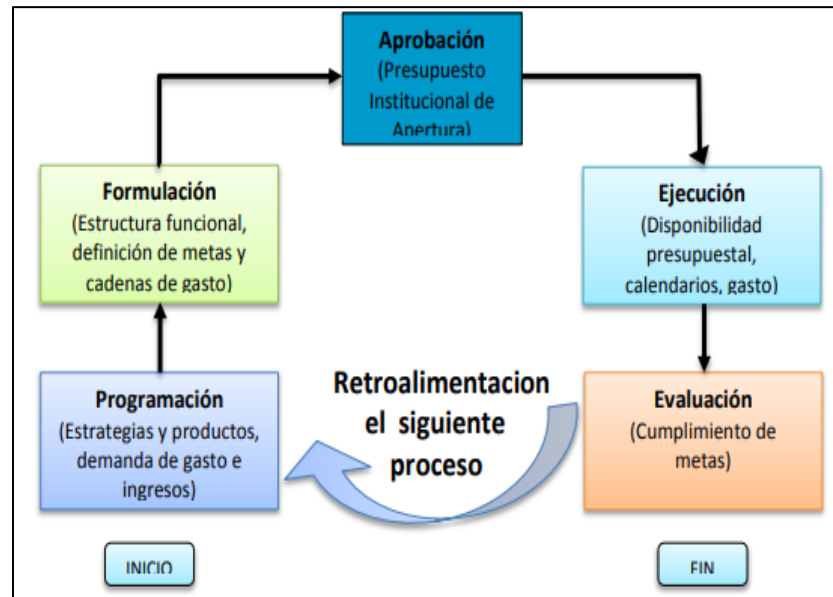 Aprobación
(Presupuesto
Institucional de
Apertura)
Formulación
(Estructura funcional,
definición de metas y
cadenas de gasto)
Ejecución
(Disponibilidad
presupuestal,
calendarios, gasto)
Programación
(Estrategias y productos,
demanda de gasto e
ingresos)
Retroalimentacion
el siguiente
proceso
Evaluación
(Cumplimiento de
metas)
INICIO
FIN